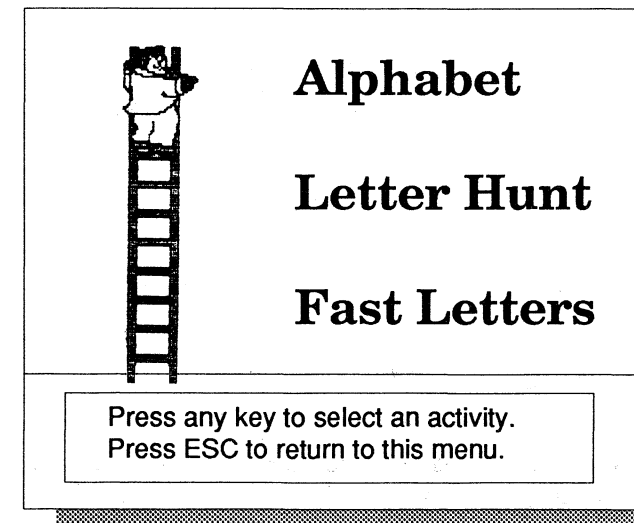 Alphabet
Letter Hunt
Fast Letters
Press any key to select an activity.
Press ESC to return to this menu.